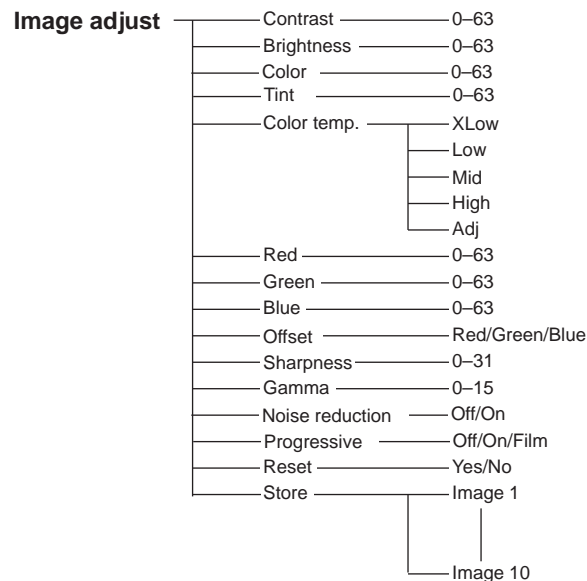 Image adjust Contrast 0–63
Brightness 0–63
Color 0–63
Tint 0–63
Color temp. XLow
Low
Mid
High
Adj
Red 0–63
Green 0–63
Blue 0–63
Offset Red/Green/Blue
Sharpness 0–31
Gamma 0–15
Noise reduction Off/On
Progressive Off/On/Film
Reset Yes/No
Store Image 1
Image 10